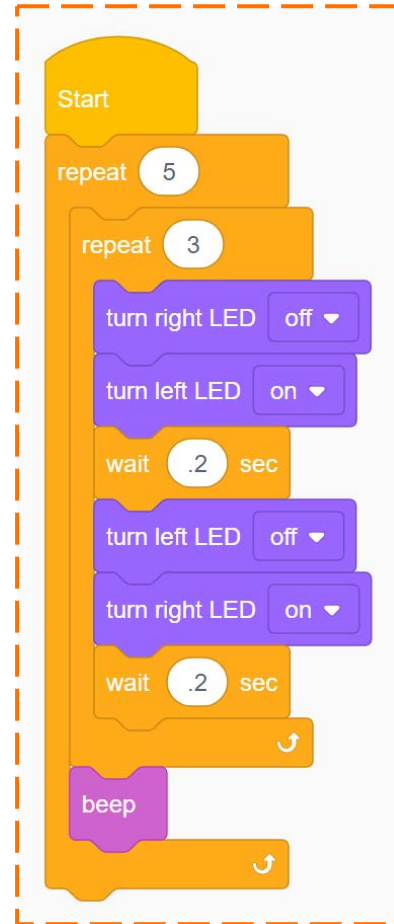 Start
repeat 5
repeat 3
turn right LED off
turn left LED on
wait .2 sec
turn left LED off
turn right LED on
wait .2 sec
beep